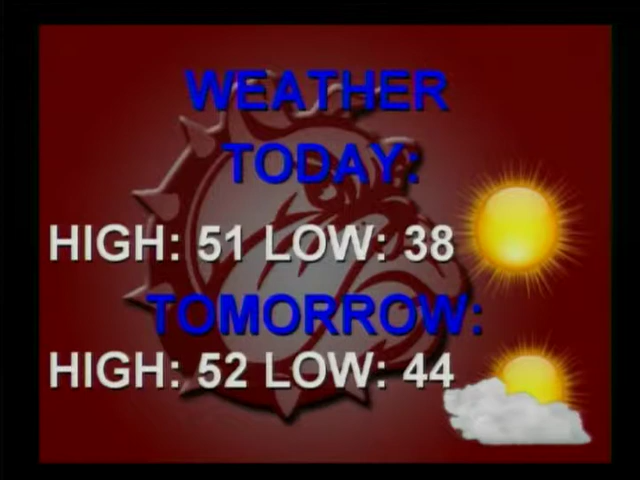 WEATHER
TODAY:
HIGH: 51 LOW: 38
TOMORROW:
HIGH: 52 LOW: 44